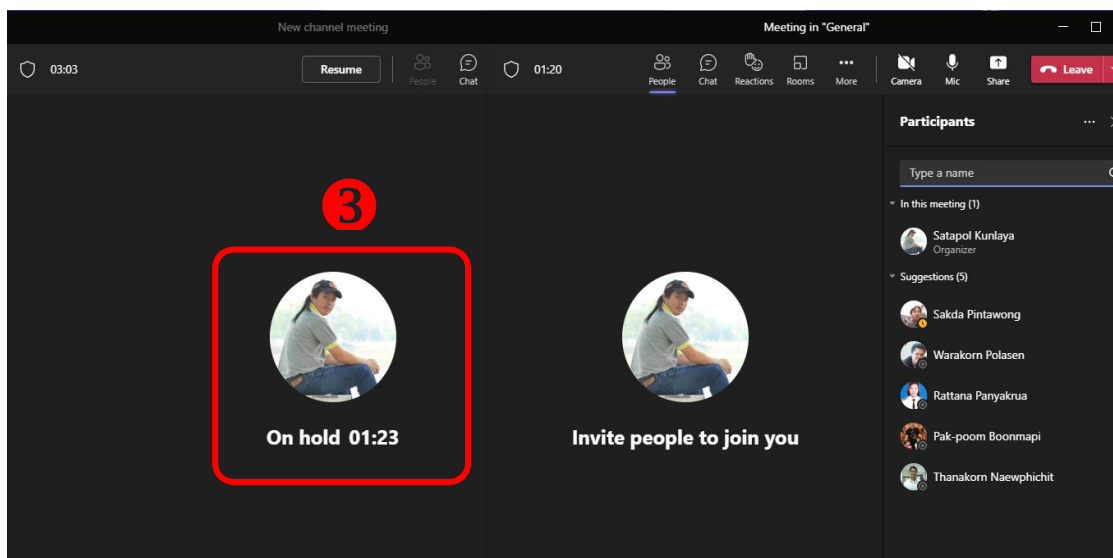 New channel meeting
03:03
Resume
People
Chat
3
On hold 01:23
Meeting in "General"
01:20
People
Chat
Reactions
Rooms
More
Camera
Mic
Share
Leave
Invite people to join you
Participants
Type a name
In this meeting (1)
Satapol Kunlaya
Organizer
Suggestions (5)
Sakda Pintawong
Warakorn Polasen
Rattana Panyakrua
Pak-poom Boonmapi
Thanakorn Naewphichit